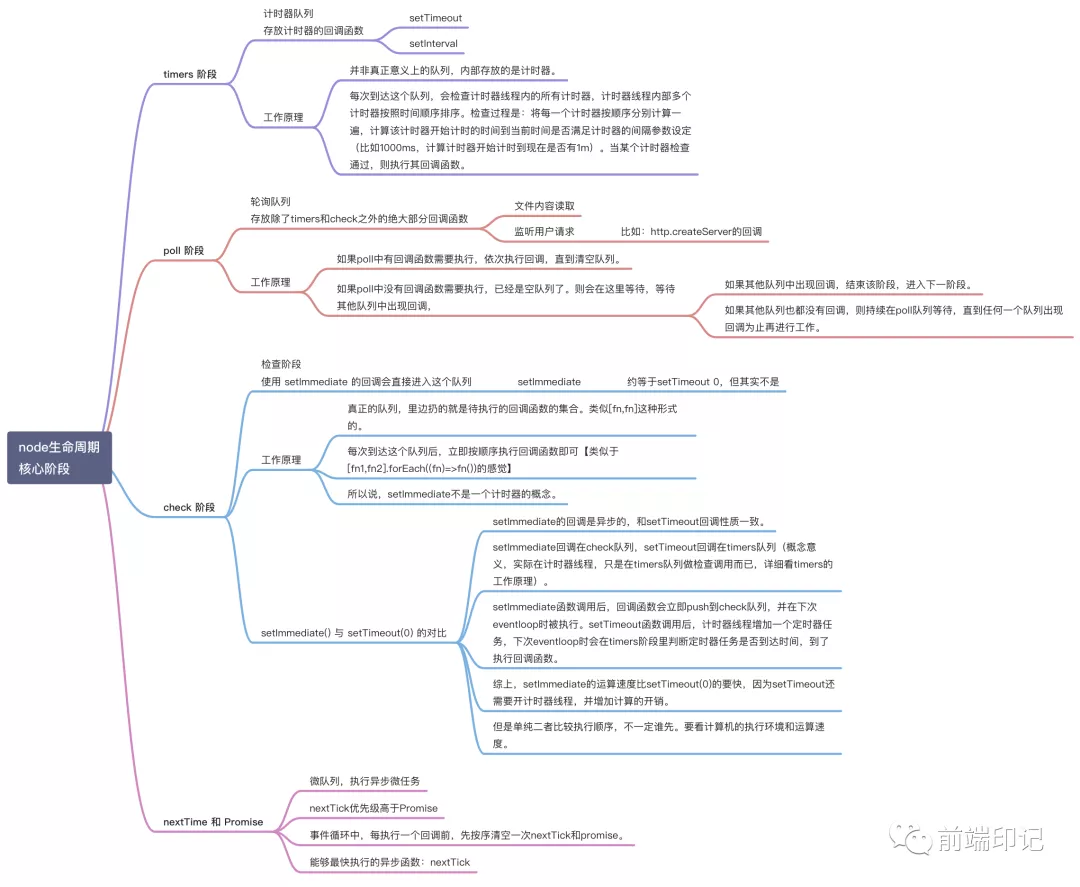 node生命周期
核心阶段
timers 阶段
计时器队列
存放计时器的回调函数
setTimeout
setInterval
工作原理
并非真正意义上的队列，内部存放的是计时器。
每次到达这个队列，会检查计时器线程内的所有计时器，计时器线程内部多个
计时器按照时间顺序排序。检查过程是：将每一个计时器按顺序分别计算一
遍，计算该计时器开始计时的时间到当前时间是否满足计时器的间隔参数设定
（比如1000ms，计算计时器开始计时到现在是否有1m）。当某个计时器检查
通过，则执行其回调函数。
poll 阶段
轮询队列
存放除了timers和check之外的绝大部分回调函数
文件内容读取
监听用户请求
比如：http.createServer的回调
工作原理
如果poll中有回调函数需要执行，依次执行回调，直到清空队列。
如果poll中没有回调函数需要执行，已经是空队列了。则会在这里等待，等待
其他队列中出现回调，
如果其他队列中出现回调，结束该阶段，进入下一阶段。
如果其他队列也都没有回调，则持续在poll队列等待，直到任何一个队列出现
回调为止再进行工作。
check 阶段
检查阶段
使用 setImmediate 的回调会直接进入这个队列
setImmediate
约等于setTimeout 0，但其实不是
工作原理
真正的队列，里边扔的就是待执行的回调函数的集合。类似[fn,fn]这种形式
的。
每次到达这个队列后，立即按顺序执行回调函数即可【类似于
[fn1,fn2].forEach((fn)=>fn())的感觉】
所以说，setImmediate不是一个计时器的概念。
setImmediate() 与 setTimeout(0) 的对比
setImmediate的回调是异步的，和setTimeout回调性质一致。
setImmediate回调在check队列，setTimeout回调在timers队列（概念意
义，实际在计时器线程，只是在timers队列做检查调用而已，详细看timers的
工作原理）。
setImmediate函数调用后，回调函数会立即push到check队列，并在下次
eventloop时被执行。setTimeout函数调用后，计时器线程增加一个定时器任
务，下次eventloop时会在timers阶段里判断定时器任务是否到达时间，到了
执行回调函数。
综上，setImmediate的运算速度比setTimeout(0)的要快，因为setTimeout还
需要开计时器线程，并增加计算的开销。
但是单纯二者比较执行顺序，不一定谁先。要看计算机的执行环境和运算速
度。
nextTime 和 Promise
微队列，执行异步微任务
nextTick优先级高于Promise
事件循环中，每执行一个回调前，先按序清空一次nextTick和promise。
能够最快执行的异步函数：nextTick
前端印记